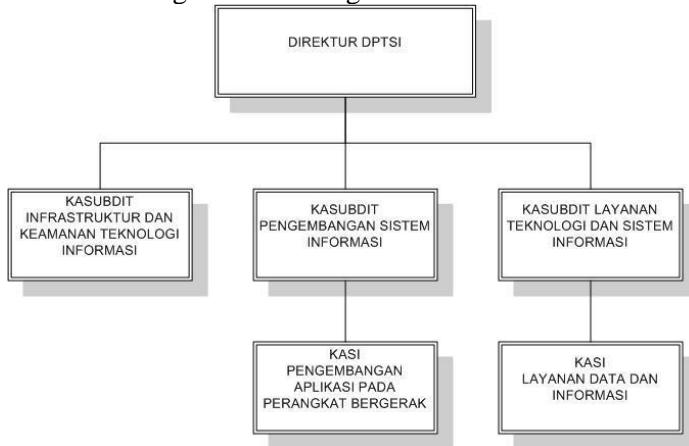 DIREKTUR DPTSI
KASUBDIT
INFRASTRUKTUR DAN
KEAMANAN TEKNOLOGI
INFORMASI
KASUBDIT
PENGEMBANGAN SISTEM
INFORMASI
KASUBDIT LAYANAN
TEKNOLOGI DAN SISTEM
INFORMASI
KASI
PENGEMBANGAN
APLIKASI PADA
PERANGKAT BERGERAK
KASI
LAYANAN DATA DAN
INFORMASI